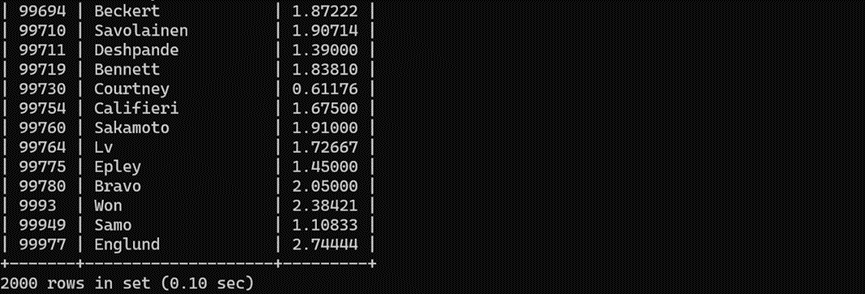 | 99694 | Beckert            | 1.87222 |
| 99710 | Savolainen         | 1.90714 |
| 99711 | Deshpande          | 1.39000 |
| 99719 | Bennett            | 1.83810 |
| 99730 | Courtney           | 0.61176 |
| 99754 | Califieri          | 1.67500 |
| 99760 | Sakamoto           | 1.91000 |
| 99764 | Lv                 | 1.72667 |
| 99775 | Epley              | 1.45000 |
| 99780 | Bravo              | 2.05000 |
| 9993  | Won                | 2.38421 |
| 99949 | Samo               | 1.10833 |
| 99977 | Englund            | 2.74444 |
+-------+--------------------+---------+
2000 rows in set (0.10 sec)